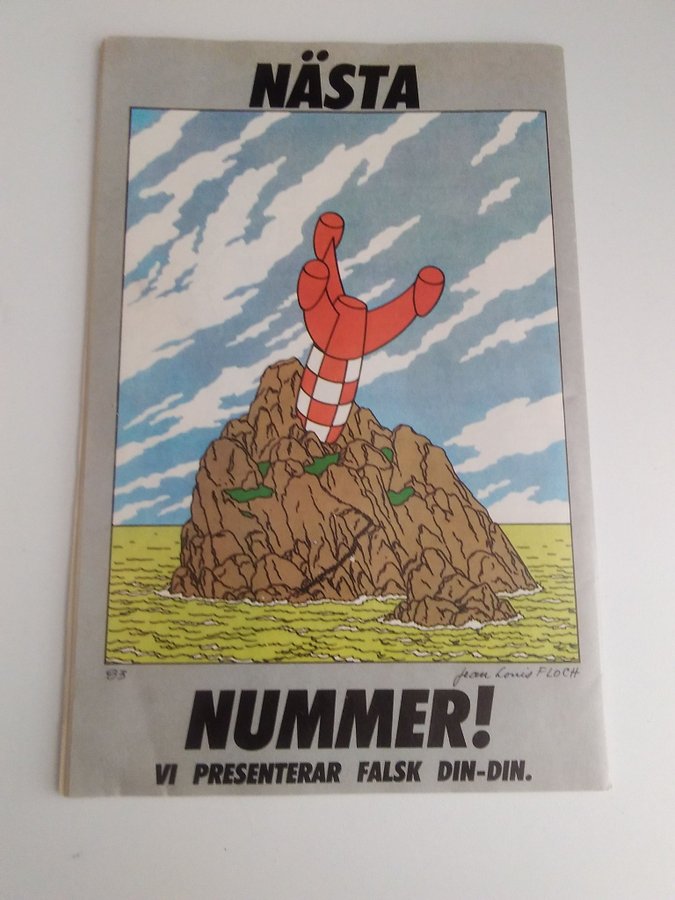 NÄSTA
83
Jean Louis FLOCH
NUMMER!
VI PRESENTERAR FALSK DIN-DIN.